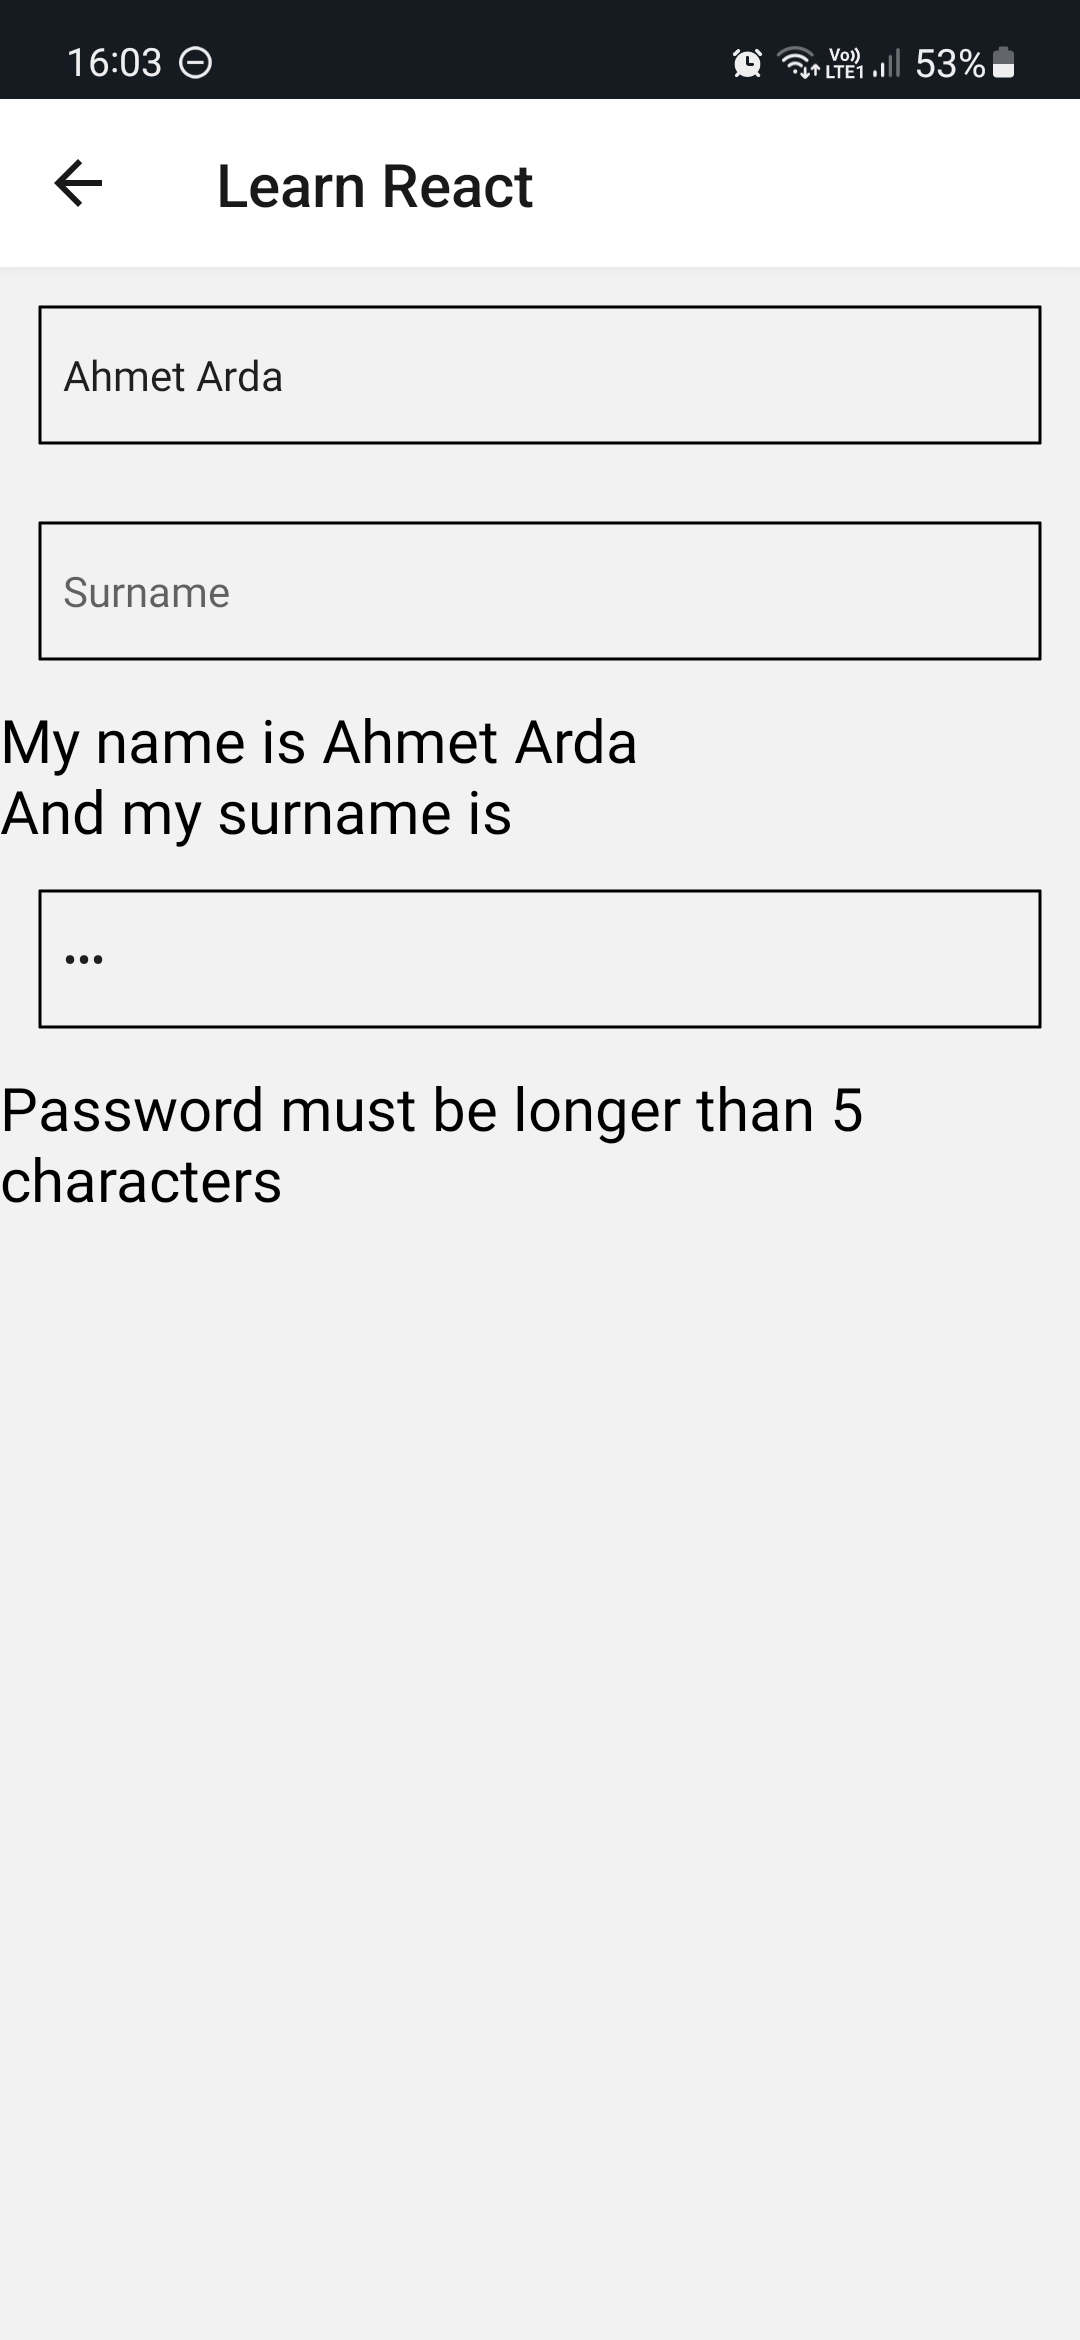 16:03
Vo)) LTE1 53%
Learn React
Ahmet Arda
Surname
My name is Ahmet Arda
And my surname is
•••
Password must be longer than 5
characters